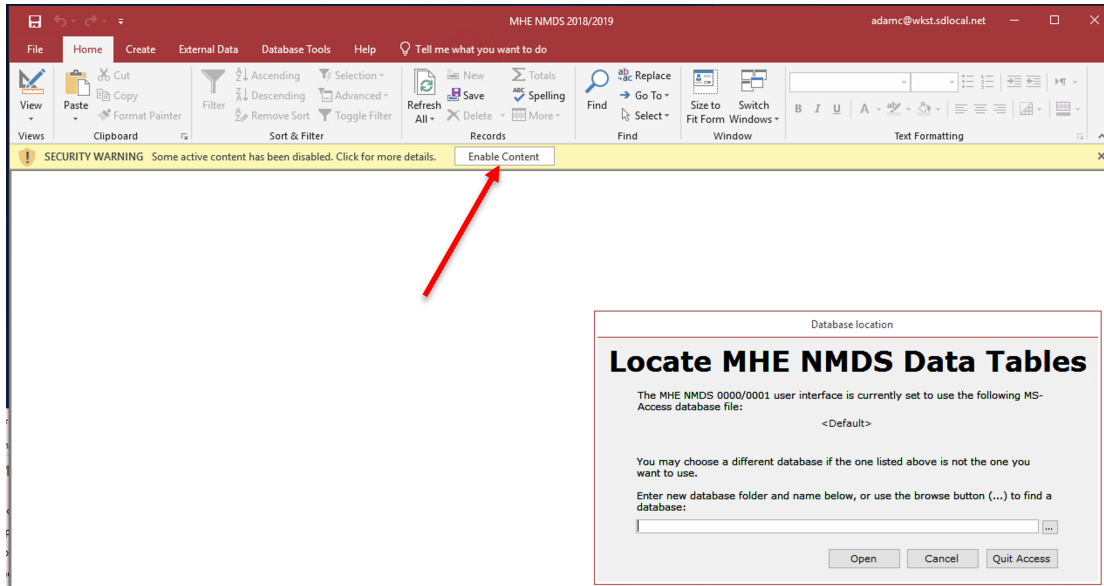 MHE NMDS 2018/2019
adamc@wkst.sdlocal.net
File Home Create External Data Database Tools Help Tell me what you want to do
View
Views
Paste
Cut
Copy
Format Painter
Clipboard
Filter
Ascending
Descending
Remove Sort
Selection
Advanced
Toggle Filter
Sort & Filter
Refresh
All
New
Save
Delete
Totals
Spelling
More
Records
Find
Replace
Go To
Select
Find
Size to
Fit Form
Switch
Windows
Window
B I U A
Text Formatting
SECURITY WARNING Some active content has been disabled. Click for more details. Enable Content
Database location
Locate MHE NMDS Data Tables
The MHE NMDS 0000/0001 user interface is currently set to use the following MS-
Access database file:
<Default>
You may choose a different database if the one listed above is not the one you
want to use.
Enter new database folder and name below, or use the browse button (...) to find a
database:
...
Open Cancel Quit Access